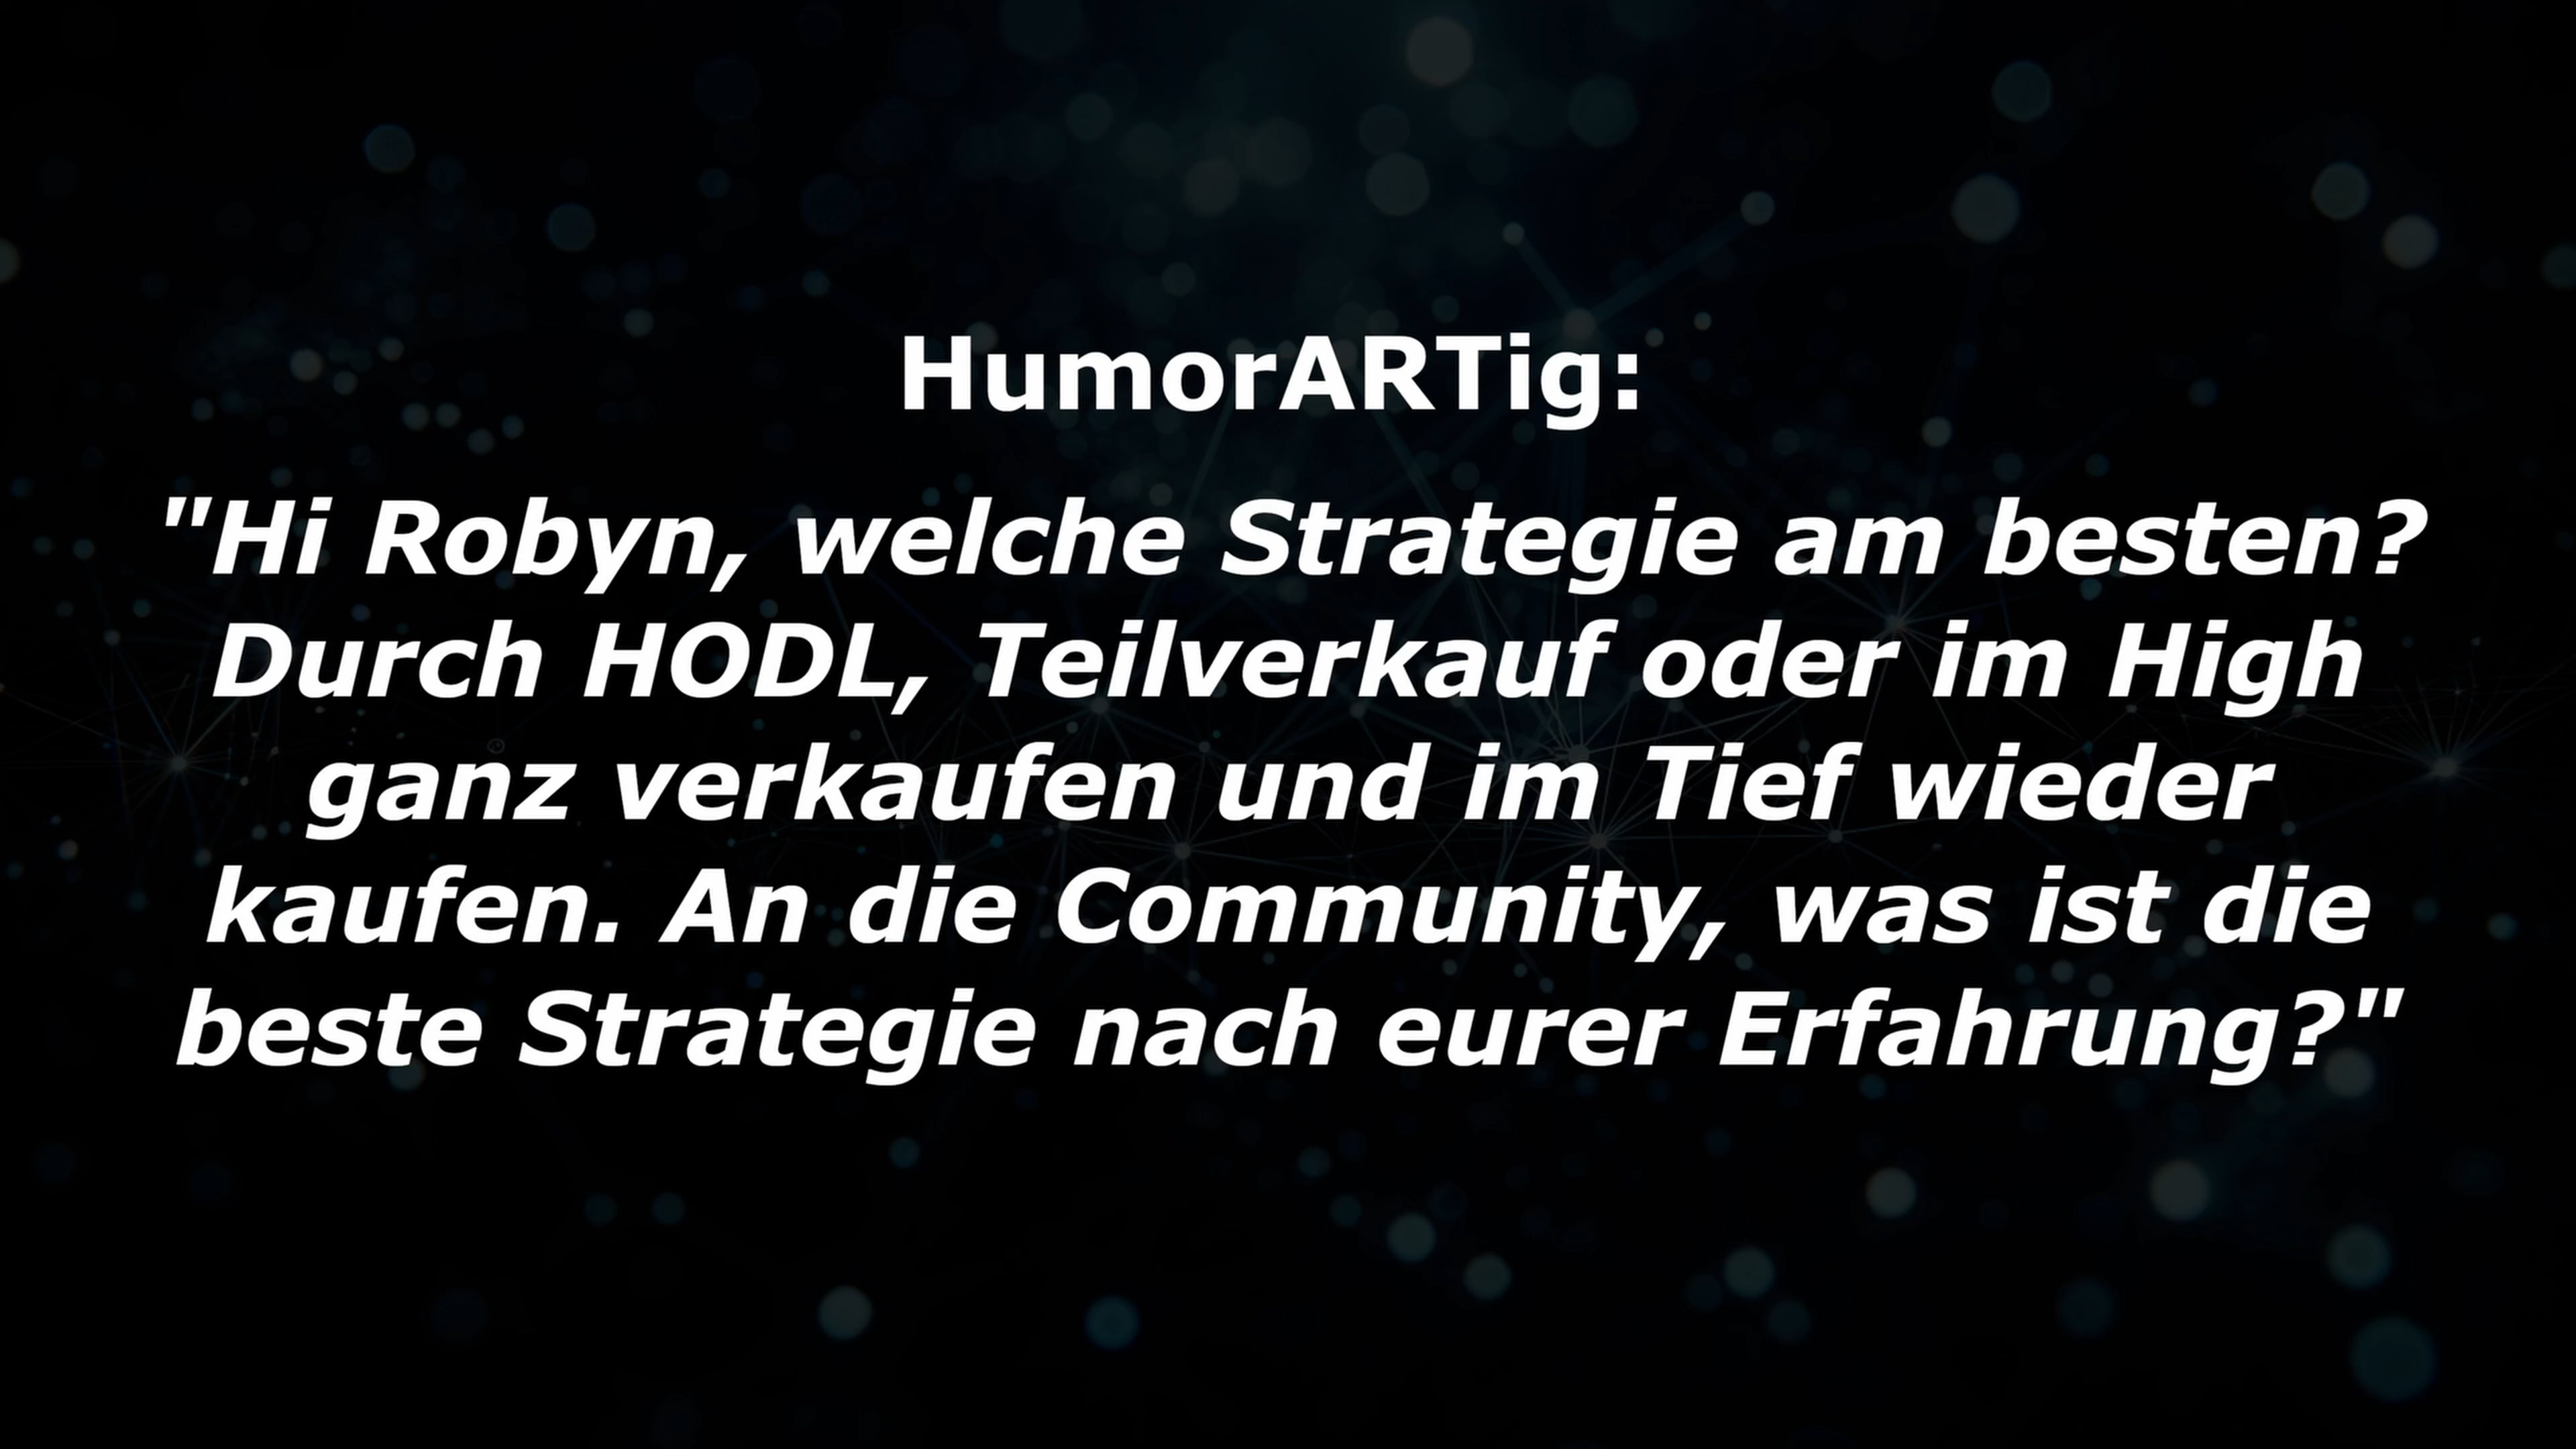 HumorARTig:
"Hi Robyn, welche Strategie am besten?
Durch HODL, Teilverkauf oder im High
ganz verkaufen und im Tief wieder
kaufen. An die Community, was ist die
beste Strategie nach eurer Erfahrung?"